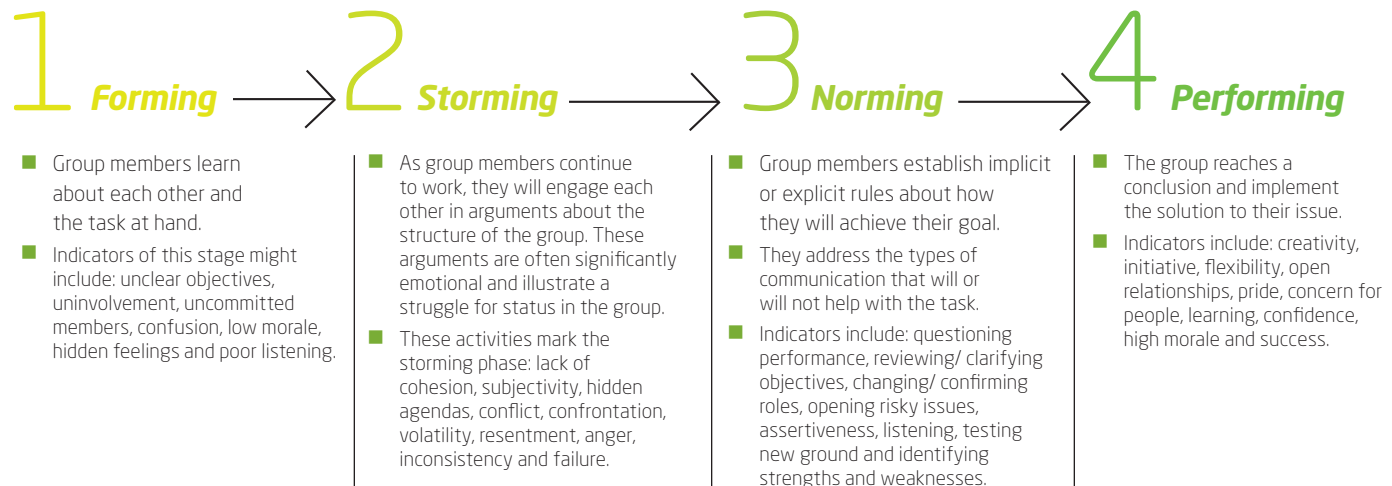 1 Forming
Group members learn
about each other and
the task at hand.
Indicators of this stage might
include: unclear objectives,
uninvolvement, uncommitted
members, confusion, low morale,
hidden feelings and poor listening.
2 Storming
As group members continue
to work, they will engage each
other in arguments about the
structure of the group. These
arguments are often significantly
emotional and illustrate a
struggle for status in the group.
These activities mark the
storming phase: lack of
cohesion, subjectivity, hidden
agendas, conflict, confrontation,
volatility, resentment, anger,
inconsistency and failure.
3 Norming
Group members establish implicit
or explicit rules about how
they will achieve their goal.
They address the types of
communication that will or
will not help with the task.
Indicators include: questioning
performance, reviewing/ clarifying
objectives, changing/ confirming
roles, opening risky issues,
assertiveness, listening, testing
new ground and identifying
strengths and weaknesses.
4 Performing
The group reaches a
conclusion and implement
the solution to their issue.
Indicators include: creativity,
initiative, flexibility, open
relationships, pride, concern for
people, learning, confidence,
high morale and success.